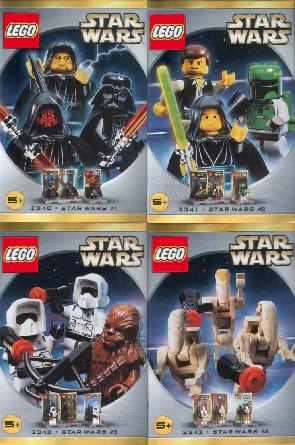 LEGO STAR WARS
5+
3340 • STAR WARS #1
LEGO STAR WARS
5+
3341 • STAR WARS #2
LEGO STAR WARS
5+
3342 • STAR WARS #3
LEGO STAR WARS
5+
3343 • STAR WARS #4